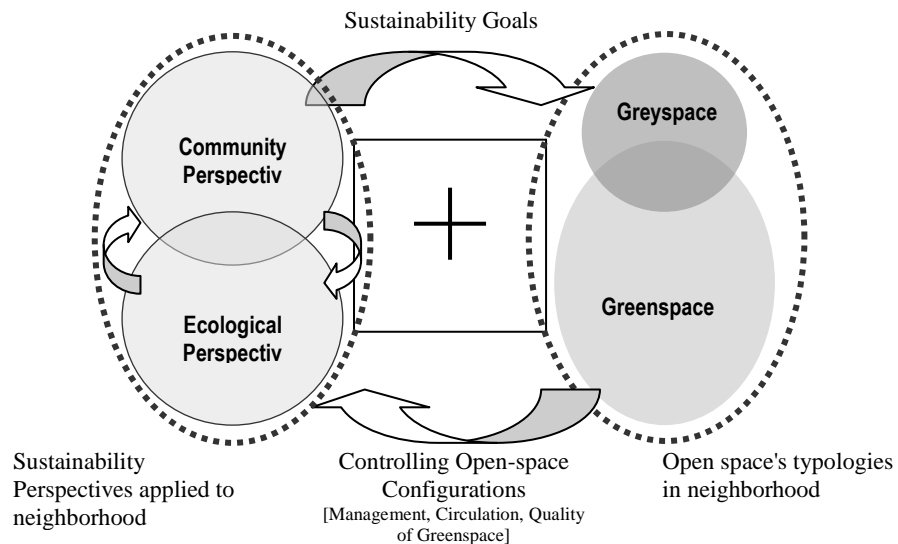 Sustainability Goals
Community
Perspectiv
Ecological
Perspectiv
Greyspace
Greenspace
Sustainability
Perspectives applied to
neighborhood
Controlling Open-space
Configurations
[Management, Circulation, Quality
of Greenspace]
Open space's typologies
in neighborhood